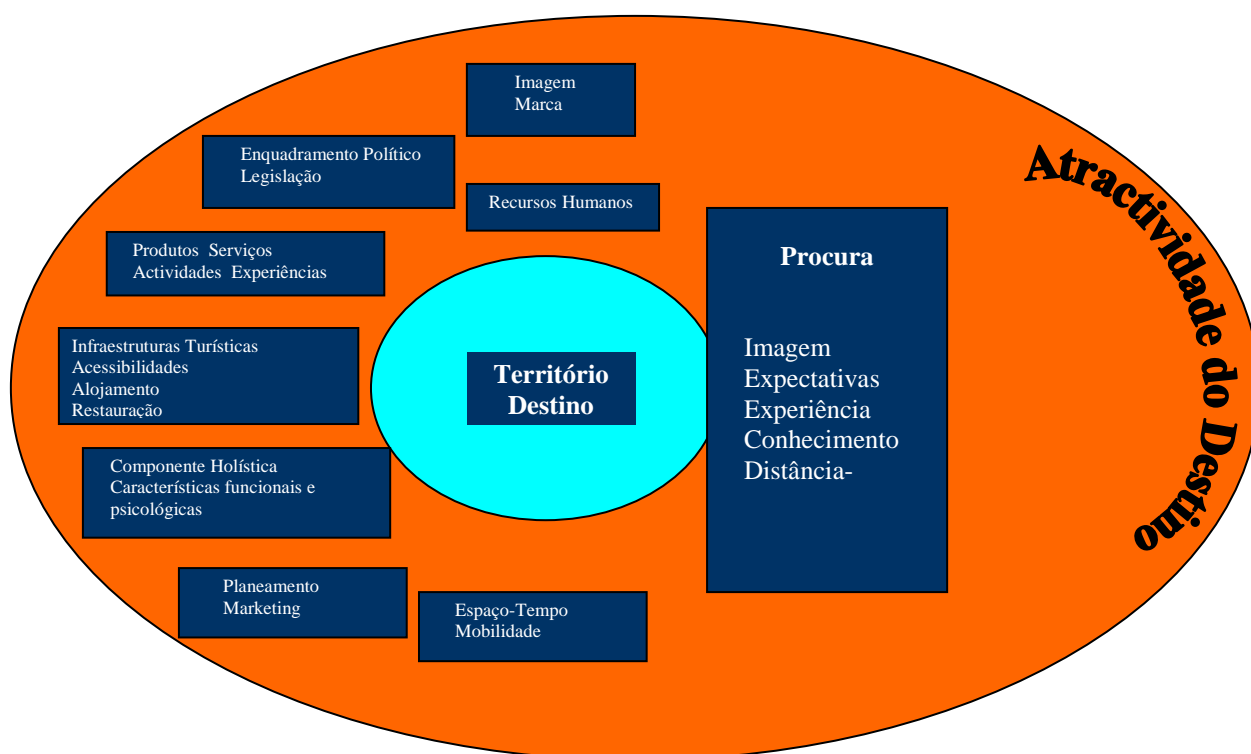 Imagem
Marca
Enquadramento Político
Legislação
Recursos Humanos
Produtos Serviços
Actividades Experiências
Infraestruturas Turísticas
Acessibilidades
Alojamento
Restauração
Componente Holística
Características funcionais e
psicológicas
Planeamento
Marketing
Espaço-Tempo
Mobilidade
Território
Destino
Procura
Imagem
Expectativas
Experiência
Conhecimento
Distância-
Atractividade do Destino